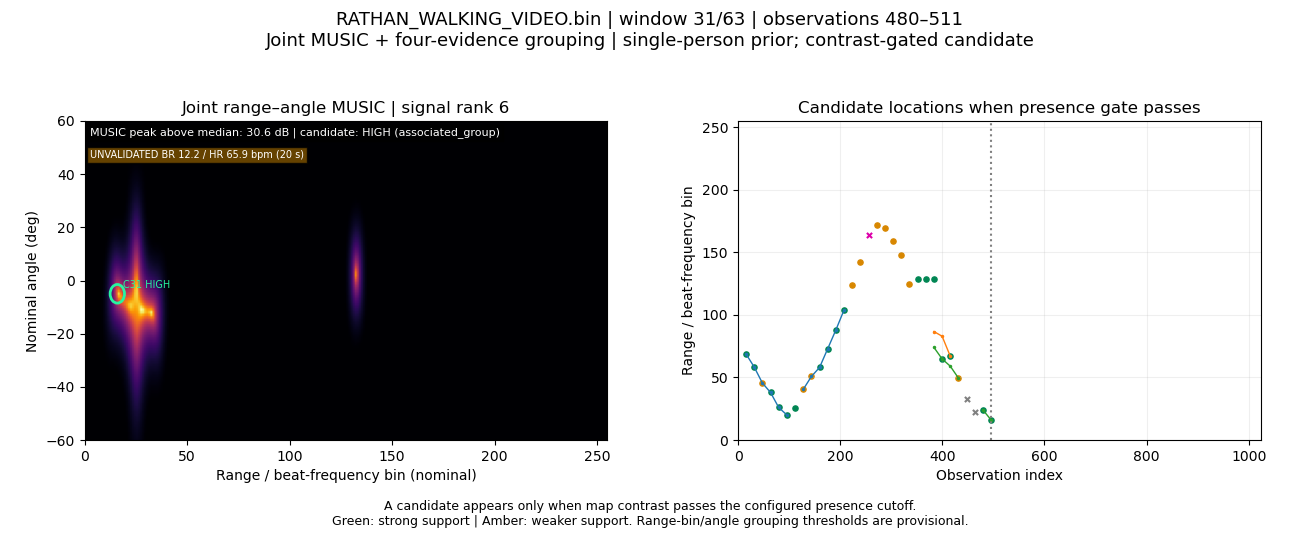 RATHAN_WALKING_VIDEO.bin | window 31/63 | observations 480–511
Joint MUSIC + four-evidence grouping | single-person prior; contrast-gated candidate
Joint range–angle MUSIC | signal rank 6
MUSIC peak above median: 30.6 dB | candidate: HIGH (associated_group)
UNVALIDATED BR 12.2 / HR 65.9 bpm (20 s)
C31 HIGH
Nominal angle (deg)
60
40
20
0
−20
−40
−60
0 50 100 150 200 250
Range / beat-frequency bin (nominal)
Candidate locations when presence gate passes
Range / beat-frequency bin
250
200
150
100
50
0
0 200 400 600 800 1000
Observation index
A candidate appears only when map contrast passes the configured presence cutoff.
Green: strong support | Amber: weaker support. Range-bin/angle grouping thresholds are provisional.